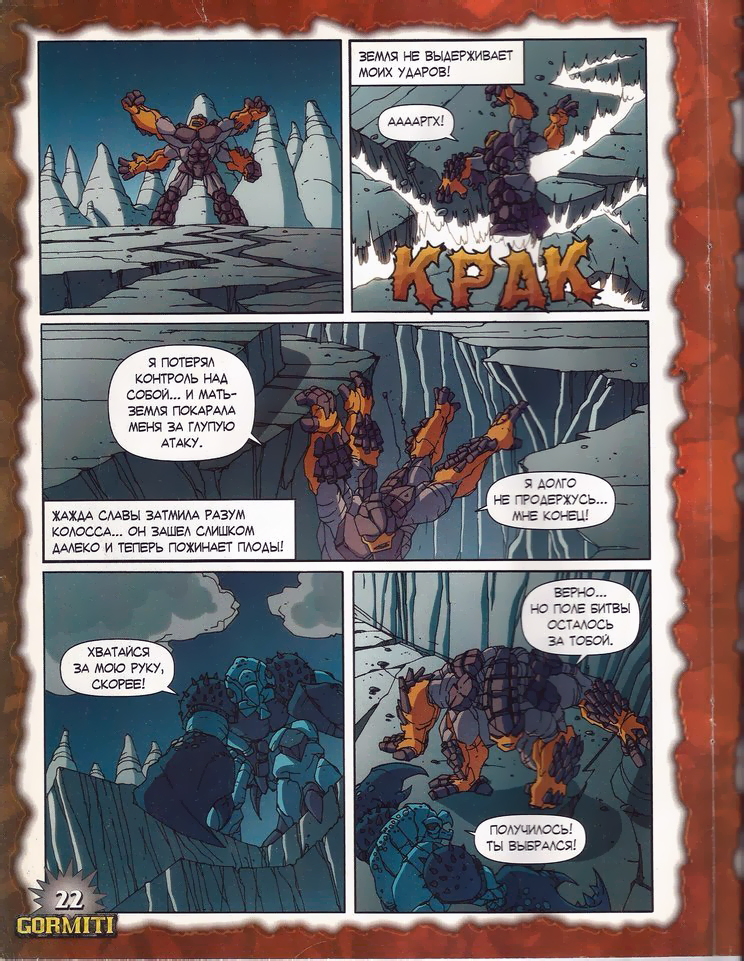 ЗЕМЛЯ НЕ ВЫДЕРЖИВАЕТ
МОИХ УДАРОВ!
ААААРГХ!
КРАК
Я ПОТЕРЯЛ
КОНТРОЛЬ НАД
СОБОЙ... И МАТЬ-
ЗЕМЛЯ ПОКАРАЛА
МЕНЯ ЗА ГЛУПУЮ
АТАКУ.
Я ДОЛГО
НЕ ПРОДЕРЖУСЬ...
МНЕ КОНЕЦ!
ЖАЖДА СЛАВЫ ЗАТМИЛА РАЗУМ
КОЛОССА... ОН ЗАШЕЛ СЛИШКОМ
ДАЛЕКО И ТЕПЕРЬ ПОЖИНАЕТ ПЛОДЫ!
ХВАТАЙСЯ
ЗА МОЮ РУКУ,
СКОРЕЕ!
ВЕРНО...
НО ПОЛЕ БИТВЫ
ОСТАЛОСЬ
ЗА ТОБОЙ.
ПОЛУЧИЛОСЬ!
ТЫ ВЫБРАЛСЯ!
22
GORMITI